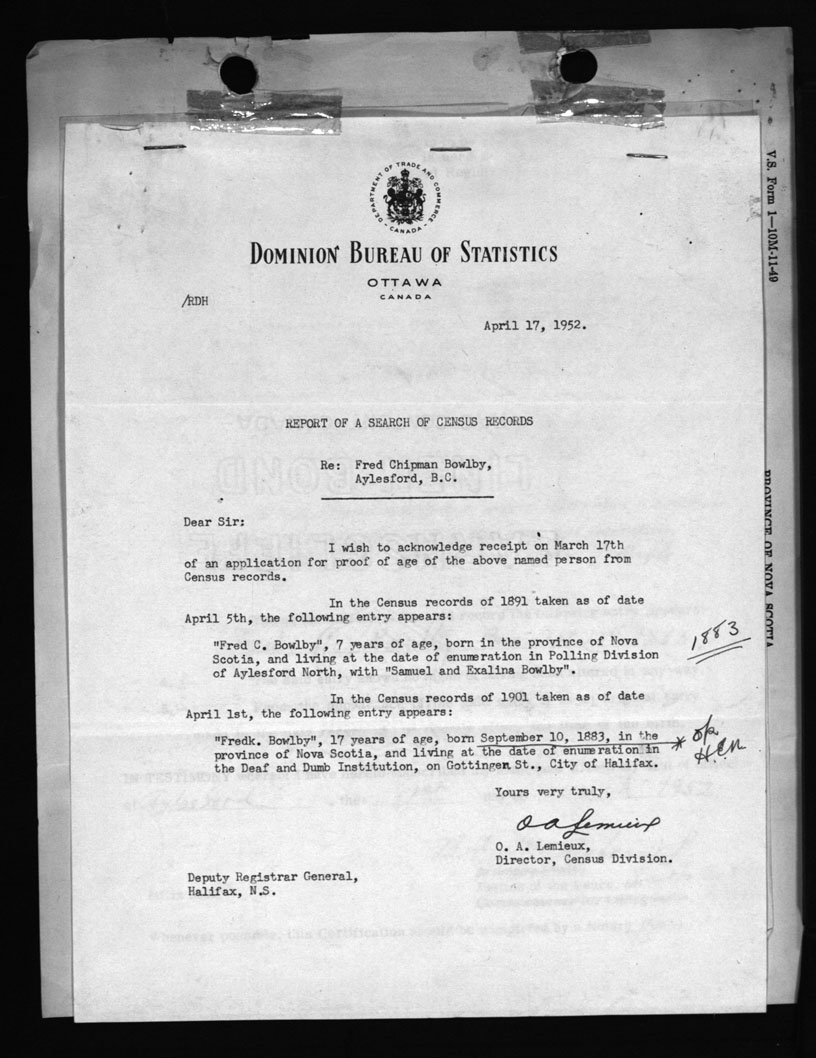 DEPARTMENT OF TRADE AND COMMERCE
- CANADA -
DOMINION BUREAU OF STATISTICS
OTTAWA
CANADA
/RDH
April 17, 1952.
REPORT OF A SEARCH OF CENSUS RECORDS
Re: Fred Chipman Bowlby,
Aylesford, B.C.
Dear Sir:
I wish to acknowledge receipt on March 17th
of an application for proof of age of the above named person from
Census records.
In the Census records of 1891 taken as of date
April 5th, the following entry appears:
"Fred C. Bowlby", 7 years of age, born in the province of Nova
Scotia, and living at the date of enumeration in Polling Division
of Aylesford North, with "Samuel and Exalina Bowlby".
1883
In the Census records of 1901 taken as of date
April 1st, the following entry appears:
"Fredk. Bowlby", 17 years of age, born September 10, 1883, in the
province of Nova Scotia, and living at the date of enumeration in
the Deaf and Dumb Institution, on Gottingen St., City of Halifax.
Yours very truly,
O A Lemieux
O. A. Lemieux,
Director, Census Division.
Deputy Registrar General,
Halifax, N.S.
V.S. Form 1—10M-11-49
PROVINCE OF NOVA SCOTIA